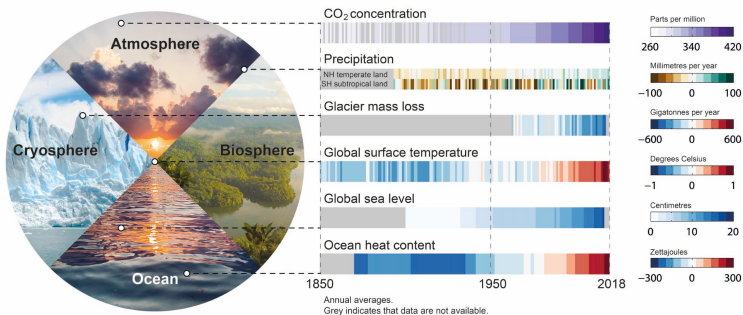 Atmosphere
Cryosphere
Biosphere
Ocean
CO₂ concentration
Precipitation
NH temperate land
SH subtropical land
Glacier mass loss
Global surface temperature
Global sea level
Ocean heat content
1850 1950 2018
Annual averages.
Grey indicates that data are not available.
Parts per million
260 340 420
Millimetres per year
−100 0 100
Gigatonnes per year
−600 0 600
Degrees Celsius
−1 0 1
Centimetres
0 10 20
Zettajoules
−300 0 300